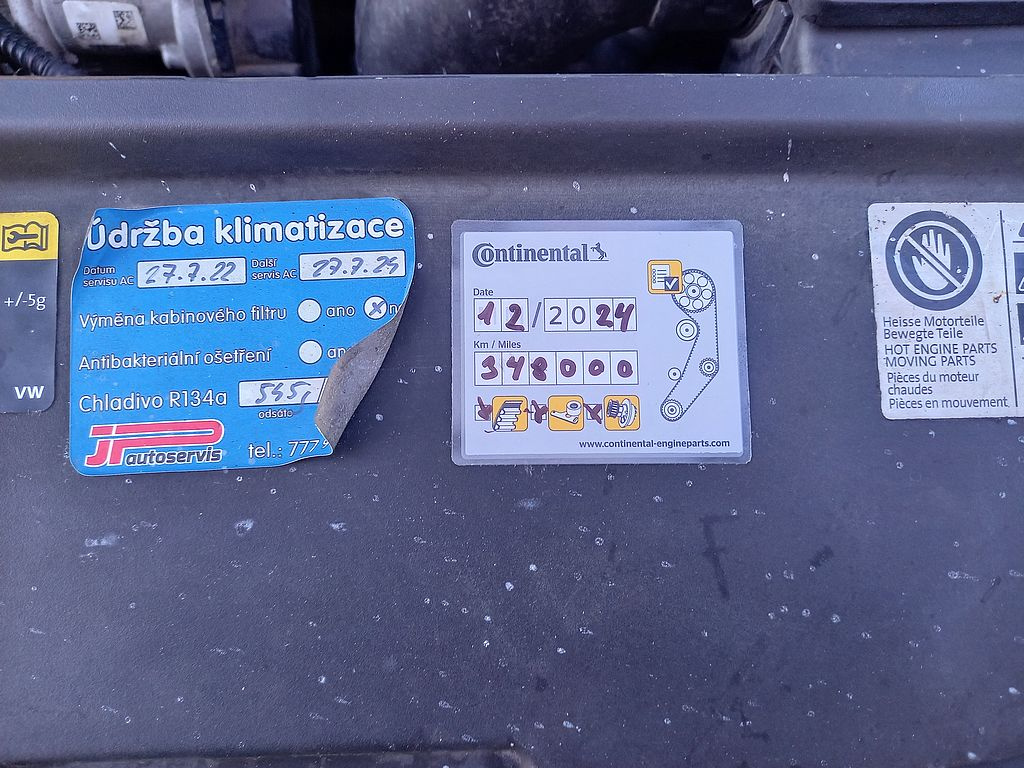 +/-5g
VW
Údržba klimatizace
Datum servisu AC 27.7.22 Další servis AC 27.7.24
Výměna kabinového filtru ano
Antibakteriální ošetření
Chladivo R134a 545,
odsáto
JP autoservis tel.: 777
Continental
Date
12/2024
Km / Miles
348000
www.continental-engineparts.com
Heisse Motorteile
Bewegte Teile
HOT ENGINE PARTS
MOVING PARTS
Pièces du moteur
chaudes
Pièces en mouvement